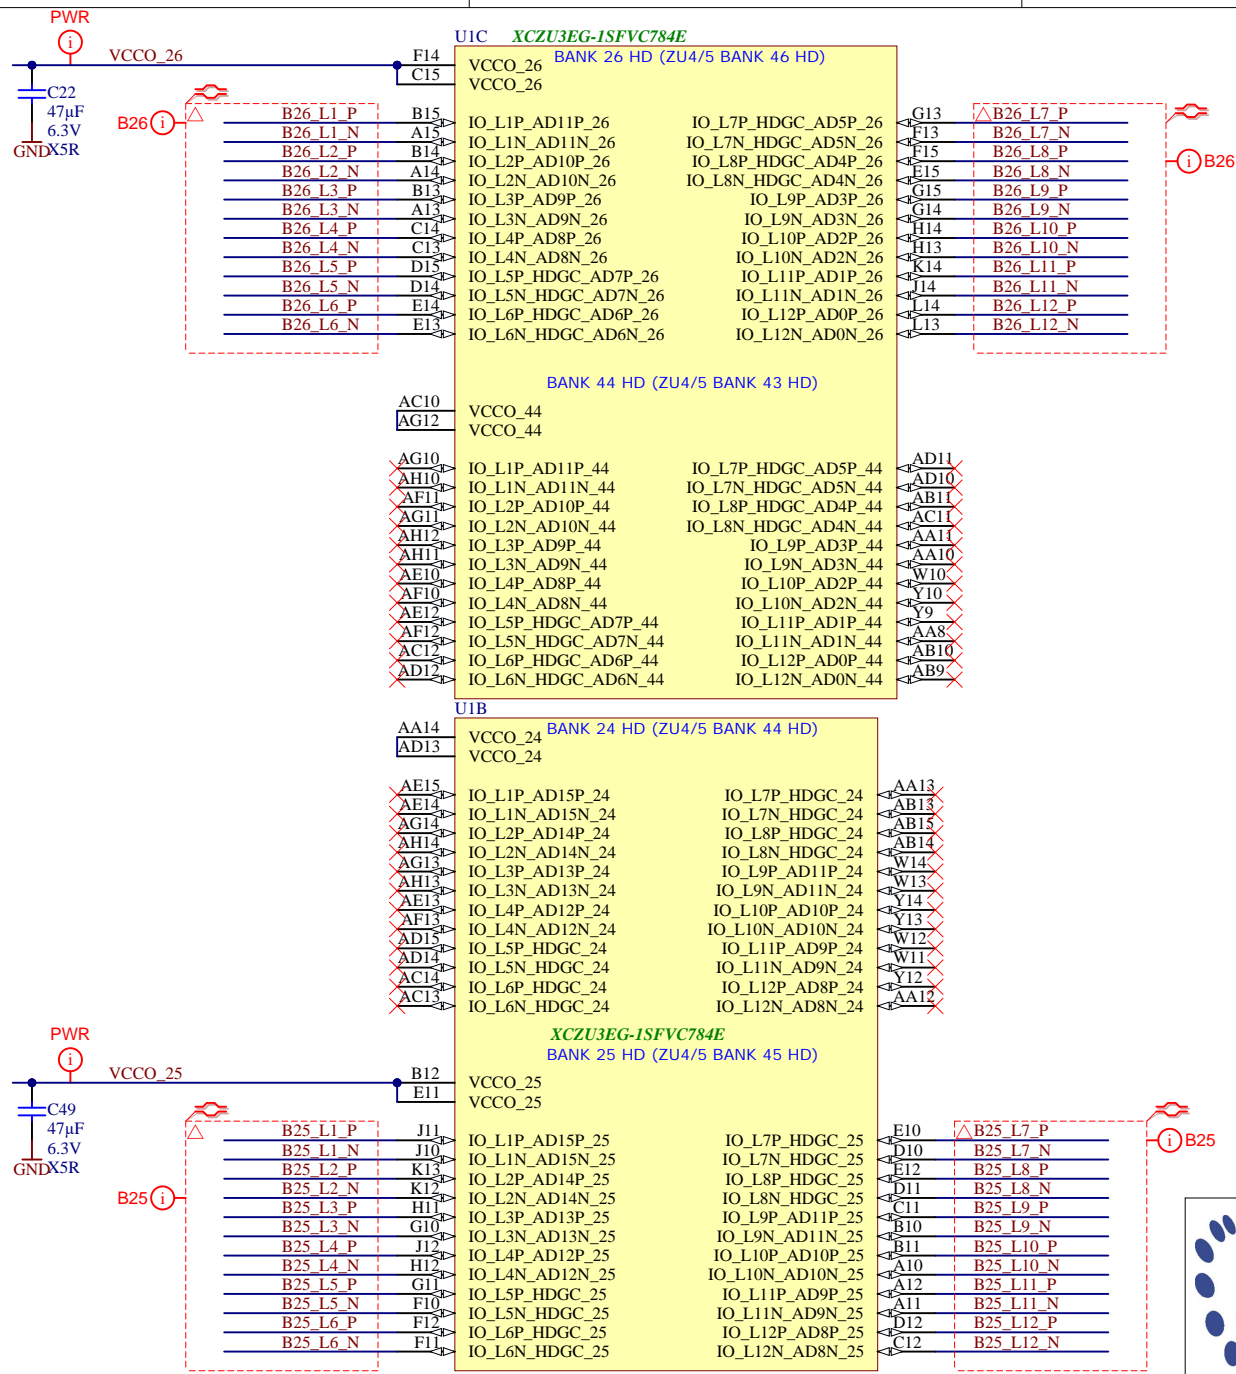 PWR
U1C XCZU3EG-1SFVC784E
VCCO_26 F14 VCCO_26 BANK 26 HD (ZU4/5 BANK 46 HD)
C15 VCCO_26
C22
47µF
6.3V
X5R
GND
B26 i
B26_L1_P B15 IO_L1P_AD11P_26 IO_L7P_HDGC_AD5P_26 G13 B26_L7_P
B26_L1_N A15 IO_L1N_AD11N_26 IO_L7N_HDGC_AD5N_26 F13 B26_L7_N
B26_L2_P B14 IO_L2P_AD10P_26 IO_L8P_HDGC_AD4P_26 F15 B26_L8_P
i B26
B26_L2_N A14 IO_L2N_AD10N_26 IO_L8N_HDGC_AD4N_26 E15 B26_L8_N
B26_L3_P B13 IO_L3P_AD9P_26 IO_L9P_AD3P_26 G15 B26_L9_P
B26_L3_N A13 IO_L3N_AD9N_26 IO_L9N_AD3N_26 G14 B26_L9_N
B26_L4_P C14 IO_L4P_AD8P_26 IO_L10P_AD2P_26 H14 B26_L10_P
B26_L4_N C13 IO_L4N_AD8N_26 IO_L10N_AD2N_26 H13 B26_L10_N
B26_L5_P D15 IO_L5P_HDGC_AD7P_26 IO_L11P_AD1P_26 K14 B26_L11_P
B26_L5_N D14 IO_L5N_HDGC_AD7N_26 IO_L11N_AD1N_26 J14 B26_L11_N
B26_L6_P E14 IO_L6P_HDGC_AD6P_26 IO_L12P_AD0P_26 L14 B26_L12_P
B26_L6_N E13 IO_L6N_HDGC_AD6N_26 IO_L12N_AD0N_26 L13 B26_L12_N
BANK 44 HD (ZU4/5 BANK 43 HD)
AC10 VCCO_44
AG12 VCCO_44
AG10 IO_L1P_AD11P_44 IO_L7P_HDGC_AD5P_44 AD11
AH10 IO_L1N_AD11N_44 IO_L7N_HDGC_AD5N_44 AD10
AF11 IO_L2P_AD10P_44 IO_L8P_HDGC_AD4P_44 AB11
AG11 IO_L2N_AD10N_44 IO_L8N_HDGC_AD4N_44 AC11
AH12 IO_L3P_AD9P_44 IO_L9P_AD3P_44 AA11
AH11 IO_L3N_AD9N_44 IO_L9N_AD3N_44 AA10
AE10 IO_L4P_AD8P_44 IO_L10P_AD2P_44 W10
AF10 IO_L4N_AD8N_44 IO_L10N_AD2N_44 Y10
AE12 IO_L5P_HDGC_AD7P_44 IO_L11P_AD1P_44 Y9
AF12 IO_L5N_HDGC_AD7N_44 IO_L11N_AD1N_44 AA8
AC12 IO_L6P_HDGC_AD6P_44 IO_L12P_AD0P_44 AB10
AD12 IO_L6N_HDGC_AD6N_44 IO_L12N_AD0N_44 AB9
U1B
AA14 VCCO_24 BANK 24 HD (ZU4/5 BANK 44 HD)
AD13 VCCO_24
AE15 IO_L1P_AD15P_24 IO_L7P_HDGC_24 AA13
AE14 IO_L1N_AD15N_24 IO_L7N_HDGC_24 AB13
AG14 IO_L2P_AD14P_24 IO_L8P_HDGC_24 AB15
AH14 IO_L2N_AD14N_24 IO_L8N_HDGC_24 AB14
AG13 IO_L3P_AD13P_24 IO_L9P_AD11P_24 W14
AH13 IO_L3N_AD13N_24 IO_L9N_AD11N_24 W13
AE13 IO_L4P_AD12P_24 IO_L10P_AD10P_24 Y14
AF13 IO_L4N_AD12N_24 IO_L10N_AD10N_24 Y13
AD15 IO_L5P_HDGC_24 IO_L11P_AD9P_24 W12
AD14 IO_L5N_HDGC_24 IO_L11N_AD9N_24 W11
AC14 IO_L6P_HDGC_24 IO_L12P_AD8P_24 Y12
AC13 IO_L6N_HDGC_24 IO_L12N_AD8N_24 AA12
PWR
XCZU3EG-1SFVC784E
BANK 25 HD (ZU4/5 BANK 45 HD)
VCCO_25 B12 VCCO_25
E11 VCCO_25
C49
47µF
6.3V
X5R
GND
B25_L1_P J11 IO_L1P_AD15P_25 IO_L7P_HDGC_25 E10 B25_L7_P
i B25
B25_L1_N J10 IO_L1N_AD15N_25 IO_L7N_HDGC_25 D10 B25_L7_N
B25_L2_P K13 IO_L2P_AD14P_25 IO_L8P_HDGC_25 E12 B25_L8_P
B25 i
B25_L2_N K12 IO_L2N_AD14N_25 IO_L8N_HDGC_25 D11 B25_L8_N
B25_L3_P H11 IO_L3P_AD13P_25 IO_L9P_AD11P_25 C11 B25_L9_P
B25_L3_N G10 IO_L3N_AD13N_25 IO_L9N_AD11N_25 B10 B25_L9_N
B25_L4_P J12 IO_L4P_AD12P_25 IO_L10P_AD10P_25 B11 B25_L10_P
B25_L4_N H12 IO_L4N_AD12N_25 IO_L10N_AD10N_25 A10 B25_L10_N
B25_L5_P G11 IO_L5P_HDGC_25 IO_L11P_AD9P_25 A12 B25_L11_P
B25_L5_N F10 IO_L5N_HDGC_25 IO_L11N_AD9N_25 A11 B25_L11_N
B25_L6_P F12 IO_L6P_HDGC_25 IO_L12P_AD8P_25 D12 B25_L12_P
B25_L6_N F11 IO_L6N_HDGC_25 IO_L12N_AD8N_25 C12 B25_L12_N